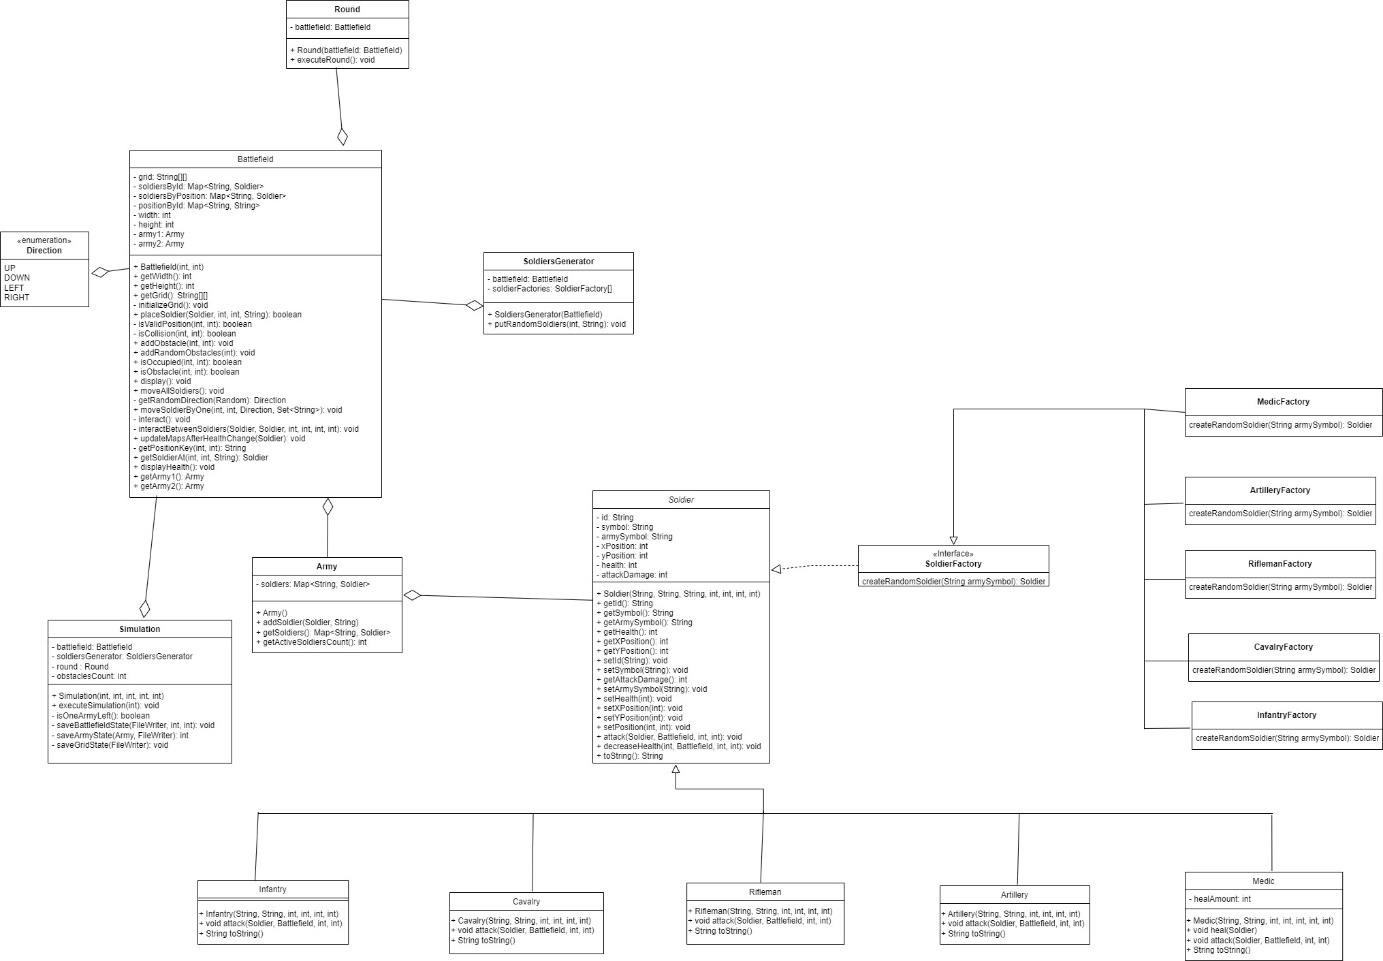 Round
- battlefield: Battlefield
+ Round(battlefield: Battlefield)
+ executeRound(): void
Battlefield
- grid: String[][]
- soldiersById: Map<String, Soldier>
- soldiersByPosition: Map<String, Soldier>
- positionById: Map<String, String>
- width: int
- height: int
- army1: Army
- army2: Army
+ Battlefield(int, int)
+ getWidth(): int
+ getHeight(): int
+ getGrid(): String[][]
- initializeGrid(): void
+ placeSoldier(Soldier, int, int, String): boolean
- isValidPosition(int, int): boolean
- isCollision(int, int): boolean
+ addObstacle(int, int): void
+ addRandomObstacles(int): void
+ isOccupied(int, int): boolean
+ isObstacle(int, int): boolean
+ display(): void
+ moveAllSoldiers(): void
- getRandomDirection(Random): Direction
+ moveSoldierByOne(int, int, Direction, Set<String>): void
- interact(): void
- interactBetweenSoldiers(Soldier, Soldier, int, int, int, int): void
+ updateMapsAfterHealthChange(Soldier): void
- getPositionKey(int, int): String
+ getSoldierAt(int, int, String): Soldier
+ displayHealth(): void
+ getArmy1(): Army
+ getArmy2(): Army
«enumeration»
Direction
UP
DOWN
LEFT
RIGHT
SoldiersGenerator
- battlefield: Battlefield
- soldierFactories: SoldierFactory[]
+ SoldiersGenerator(Battlefield)
+ putRandomSoldiers(int, String): void
MedicFactory
createRandomSoldier(String armySymbol): Soldier
ArtilleryFactory
createRandomSoldier(String armySymbol): Soldier
RiflemanFactory
createRandomSoldier(String armySymbol): Soldier
CavalryFactory
createRandomSoldier(String armySymbol): Soldier
InfantryFactory
createRandomSoldier(String armySymbol): Soldier
«Interface»
SoldierFactory
createRandomSoldier(String armySymbol): Soldier
Soldier
- id: String
- symbol: String
- armySymbol: String
- xPosition: int
- yPosition: int
- health: int
- attackDamage: int
+ Soldier(String, String, String, int, int, int, int)
+ getId(): String
+ getSymbol(): String
+ getArmySymbol(): String
+ getHealth(): int
+ getXPosition(): int
+ getYPosition(): int
+ setId(String): void
+ setSymbol(String): void
+ getAttackDamage(): int
+ setArmySymbol(String): void
+ setHealth(int): void
+ setXPosition(int): void
+ setYPosition(int): void
+ setPosition(int, int): void
+ attack(Soldier, Battlefield, int, int): void
+ decreaseHealth(int, Battlefield, int, int): void
+ toString(): String
Army
- soldiers: Map<String, Soldier>
+ Army()
+ addSoldier(Soldier, String)
+ getSoldiers(): Map<String, Soldier>
+ getActiveSoldiersCount(): int
Simulation
- battlefield: Battlefield
- soldiersGenerator: SoldiersGenerator
- round : Round
- obstaclesCount: int
+ Simulation(int, int, int, int, int)
+ executeSimulation(int): void
- isOneArmyLeft(): boolean
- saveBattlefieldState(FileWriter, int, int): void
- saveArmyState(Army, FileWriter): int
- saveGridState(FileWriter): void
Infantry
+ Infantry(String, String, int, int, int, int)
+ void attack(Soldier, Battlefield, int, int)
+ String toString()
Cavalry
+ Cavalry(String, String, int, int, int, int)
+ void attack(Soldier, Battlefield, int, int)
+ String toString()
Rifleman
+ Rifleman(String, String, int, int, int, int)
+ void attack(Soldier, Battlefield, int, int)
+ String toString()
Artillery
+ Artillery(String, String, int, int, int, int)
+ void attack(Soldier, Battlefield, int, int)
+ String toString()
Medic
- healAmount: int
+ Medic(String, String, int, int, int, int, int)
+ void heal(Soldier)
+ void attack(Soldier, Battlefield, int, int)
+ String toString()